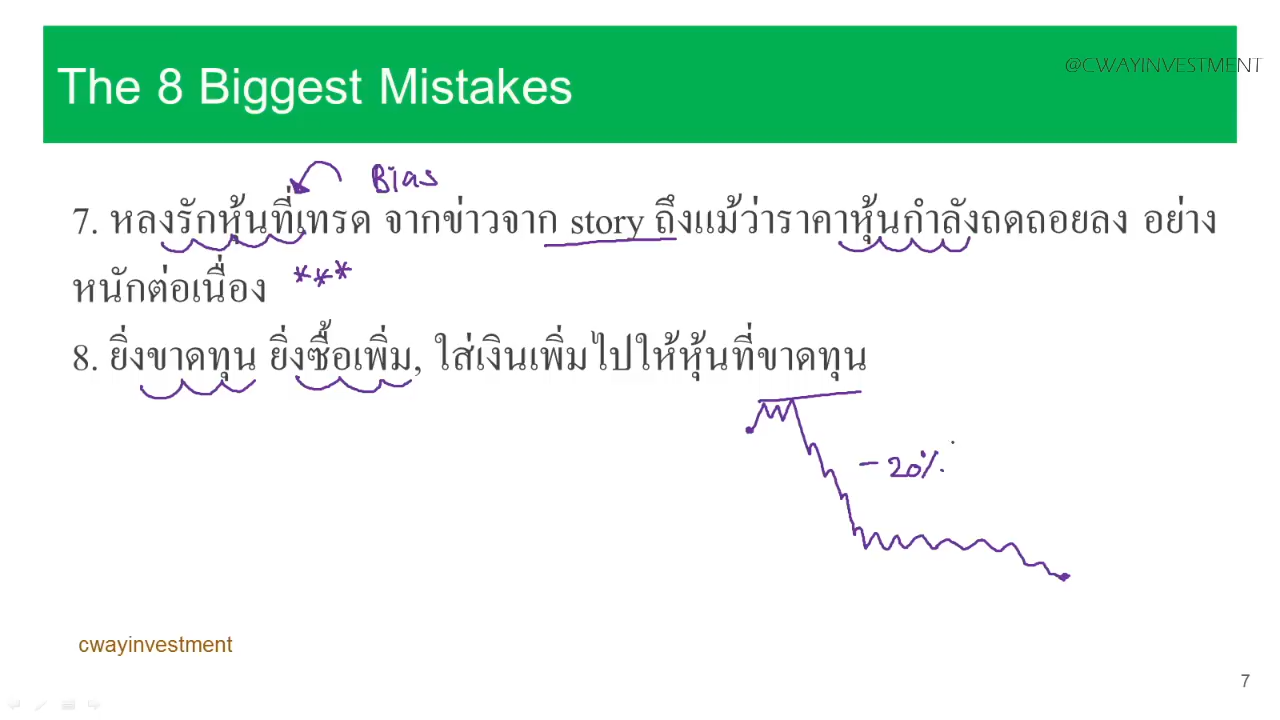 The 8 Biggest Mistakes
@CWAYINVESTMENT
Bias
7. หลงรักหุ้นที่เทรด จากข่าวจาก story ถึงแม้ว่าราคาหุ้นกำลังถดถอยลง อย่าง
หนักต่อเนื่อง ***
8. ยิ่งขาดทุน ยิ่งซื้อเพิ่ม, ใส่เงินเพิ่มไปให้หุ้นที่ขาดทุน
-20%
cwayinvestment
7